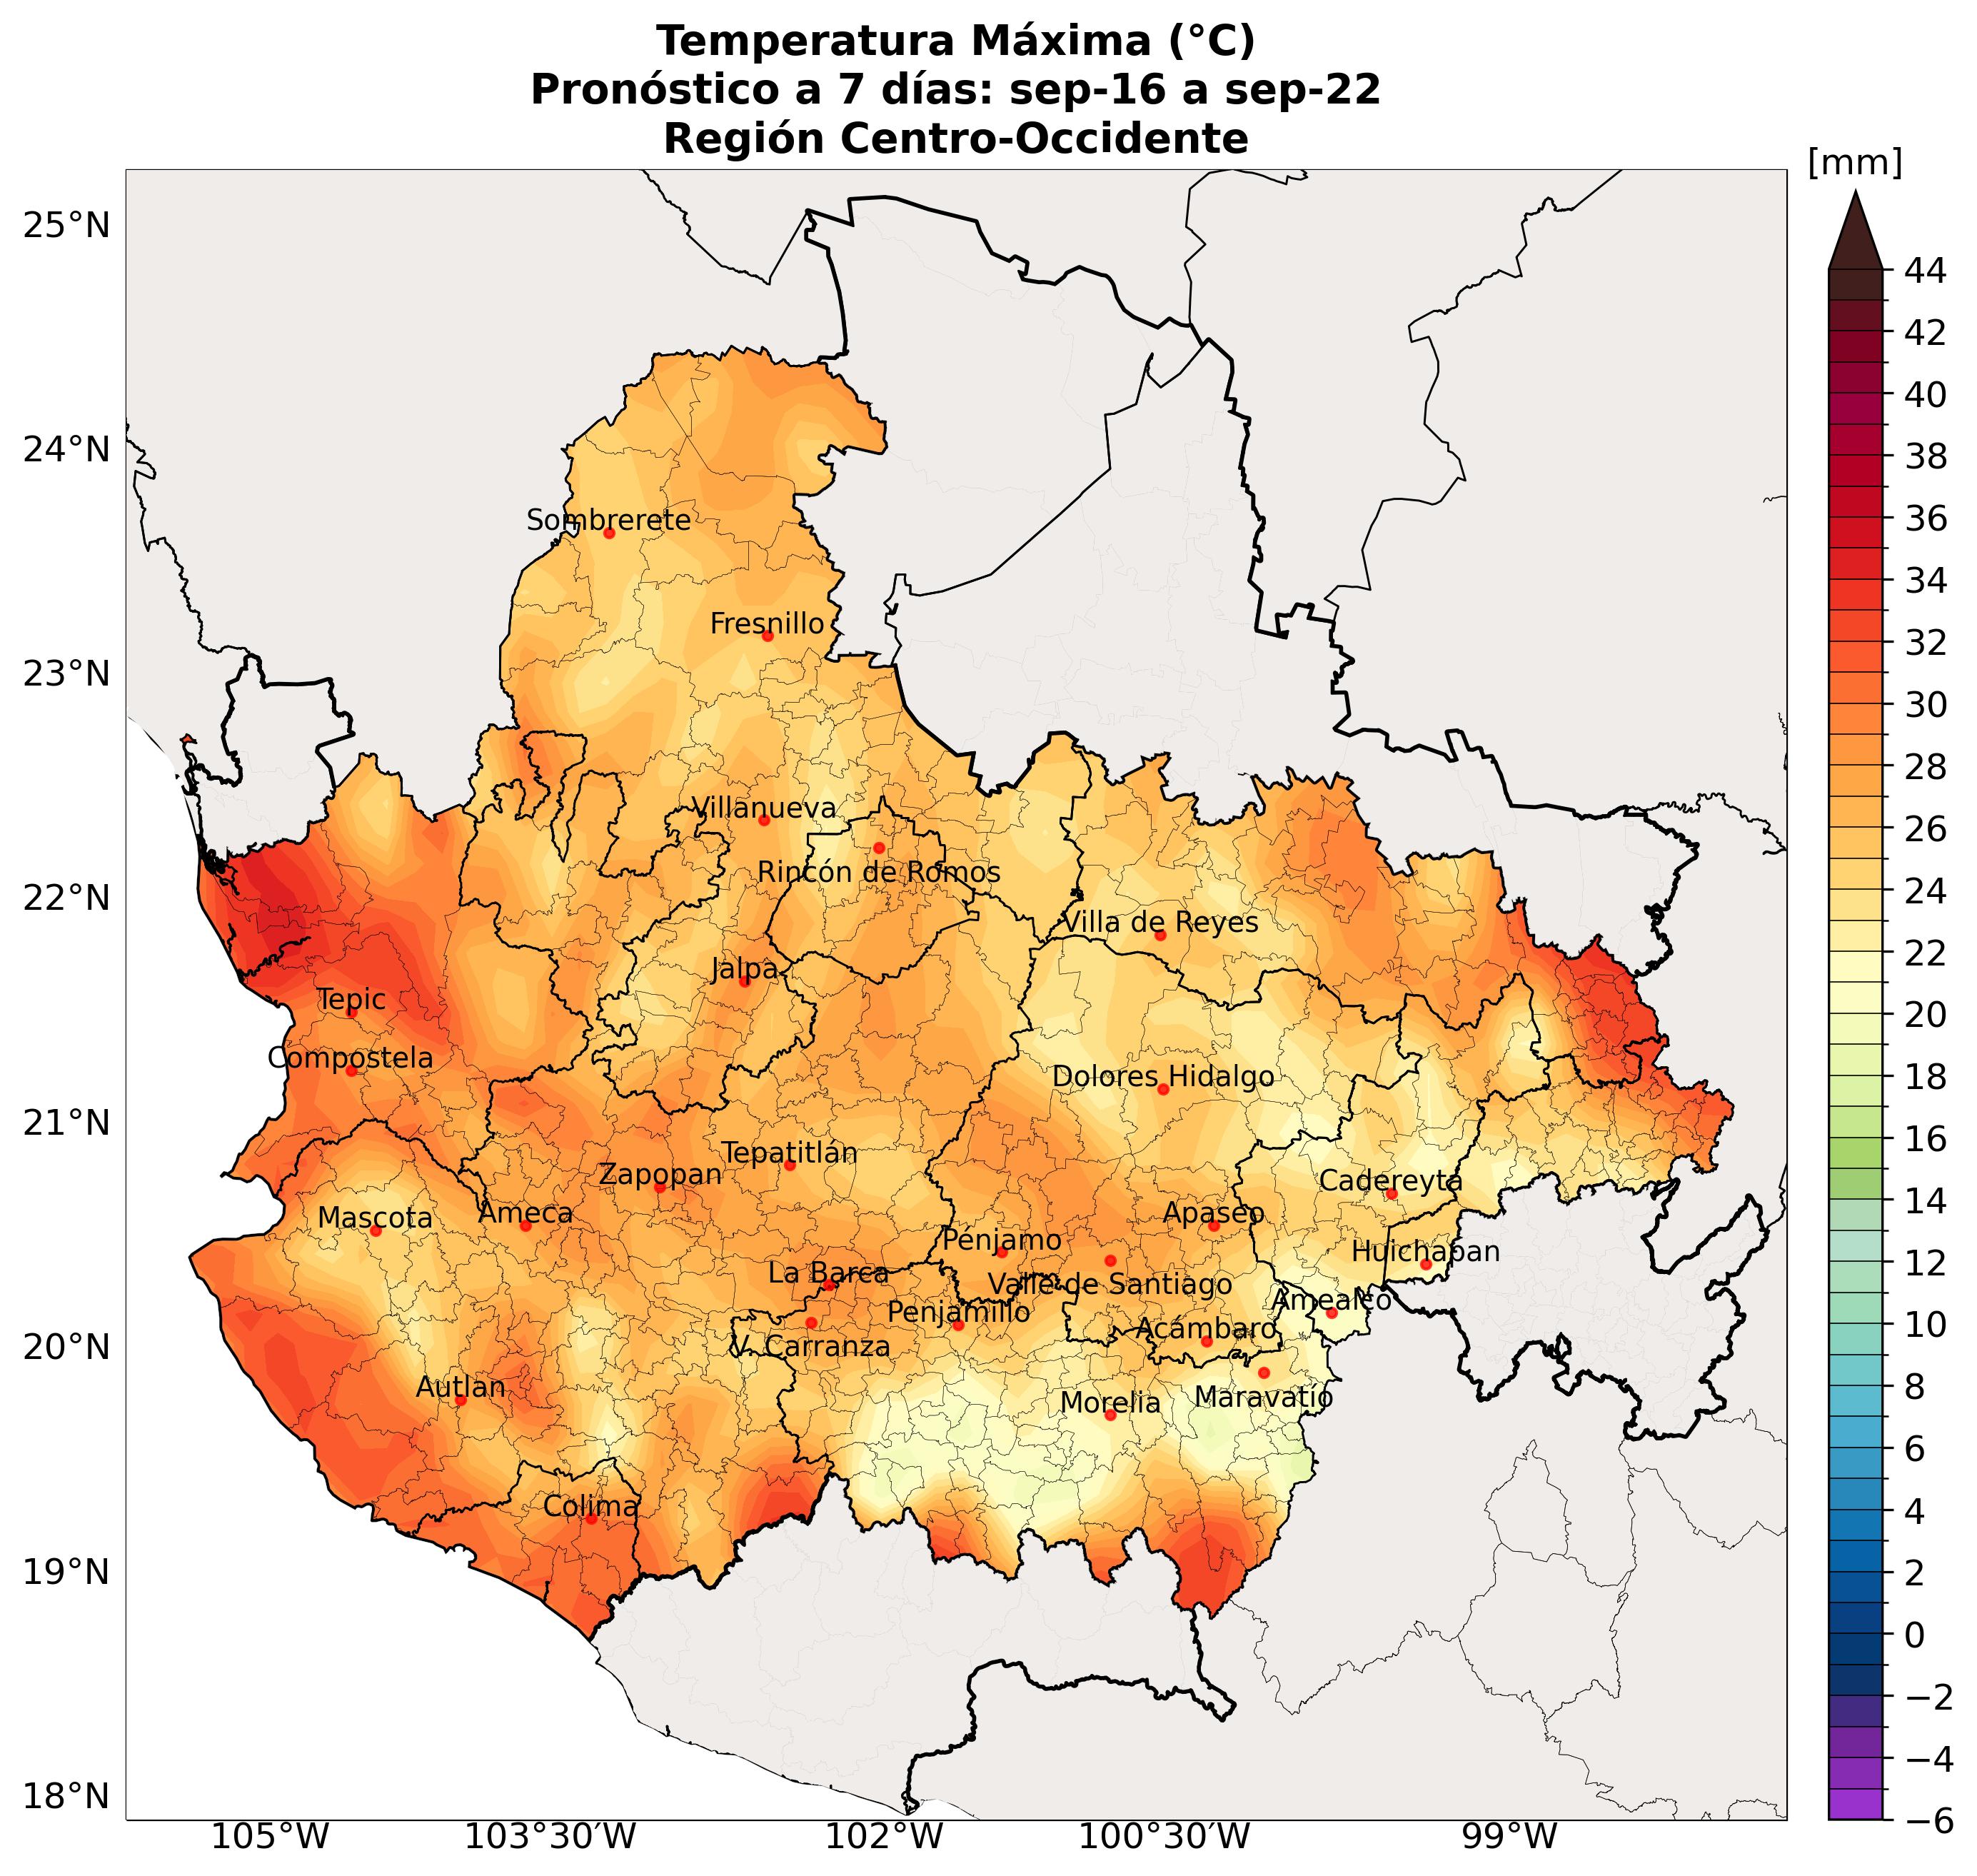 Temperatura Máxima (°C)
Pronóstico a 7 días: sep-16 a sep-22
Región Centro-Occidente
[mm]
25°N
24°N
23°N
22°N
21°N
20°N
19°N
18°N
Sombrerete
Fresnillo
Villanueva
Rincón de Romos
Villa de Reyes
Jalpa
Tepic
Compostela
Dolores Hidalgo
Tepatitlán
Zapopan
Cadereyta
Mascota
Ameca
Apaseo
Pénjamo
Huichapan
La Barca
Valle de Santiago
Amealco
Penjamillo
Acámbaro
V. Carranza
Autlan
Maravatío
Morelia
Colima
105°W
103°30′W
102°W
100°30′W
99°W
44
42
40
38
36
34
32
30
28
26
24
22
20
18
16
14
12
10
8
6
4
2
0
−2
−4
−6